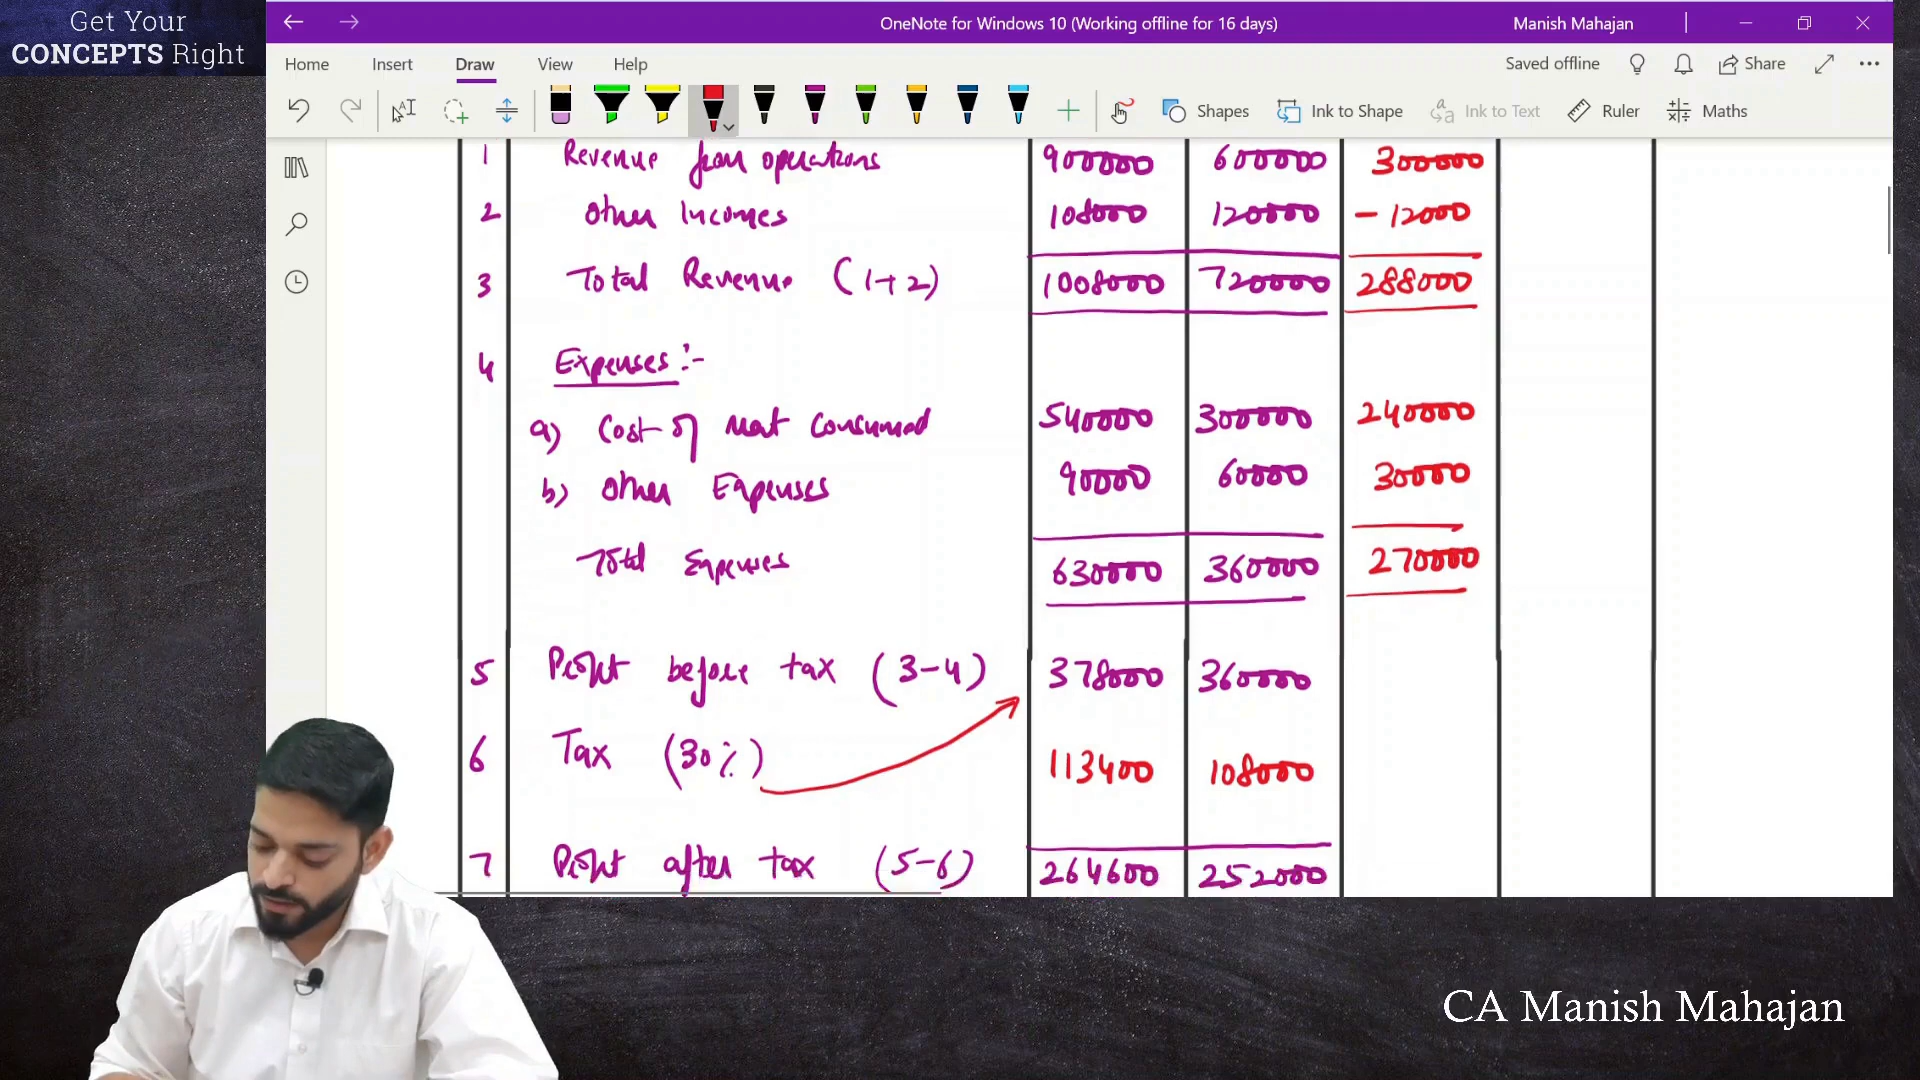 Get Your
CONCEPTS Right
OneNote for Windows 10 (Working offline for 16 days)
Manish Mahajan
Home Insert Draw View Help
Saved offline
Share
Shapes
Ink to Shape
Ink to Text
Ruler
Maths
1 Revenue from operations 900000 600000 300000
2 Other Incomes 108000 120000 - 12000
3 Total Revenue (1+2) 1008000 720000 288000
4 Expenses :-
a) Cost of mat consumed 540000 300000 240000
b) Other Expenses 90000 60000 30000
Total Expenses 630000 360000 270000
5 Profit before tax (3-4) 378000 360000
6 Tax (30%) 113400 108000
7 Profit after tax (5-6) 264600 252000
CA Manish Mahajan